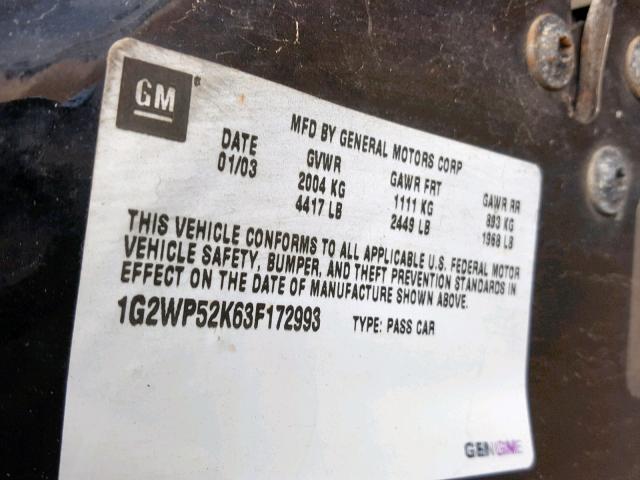 GM
MFD BY GENERAL MOTORS CORP
DATE GVWR GAWR FRT GAWR RR
01/03 2004 KG 1111 KG 893 KG
4417 LB 2449 LB 1968 LB
THIS VEHICLE CONFORMS TO ALL APPLICABLE U.S. FEDERAL MOTOR
VEHICLE SAFETY, BUMPER, AND THEFT PREVENTION STANDARDS IN
EFFECT ON THE DATE OF MANUFACTURE SHOWN ABOVE.
1G2WP52K63F172993 TYPE: PASS CAR